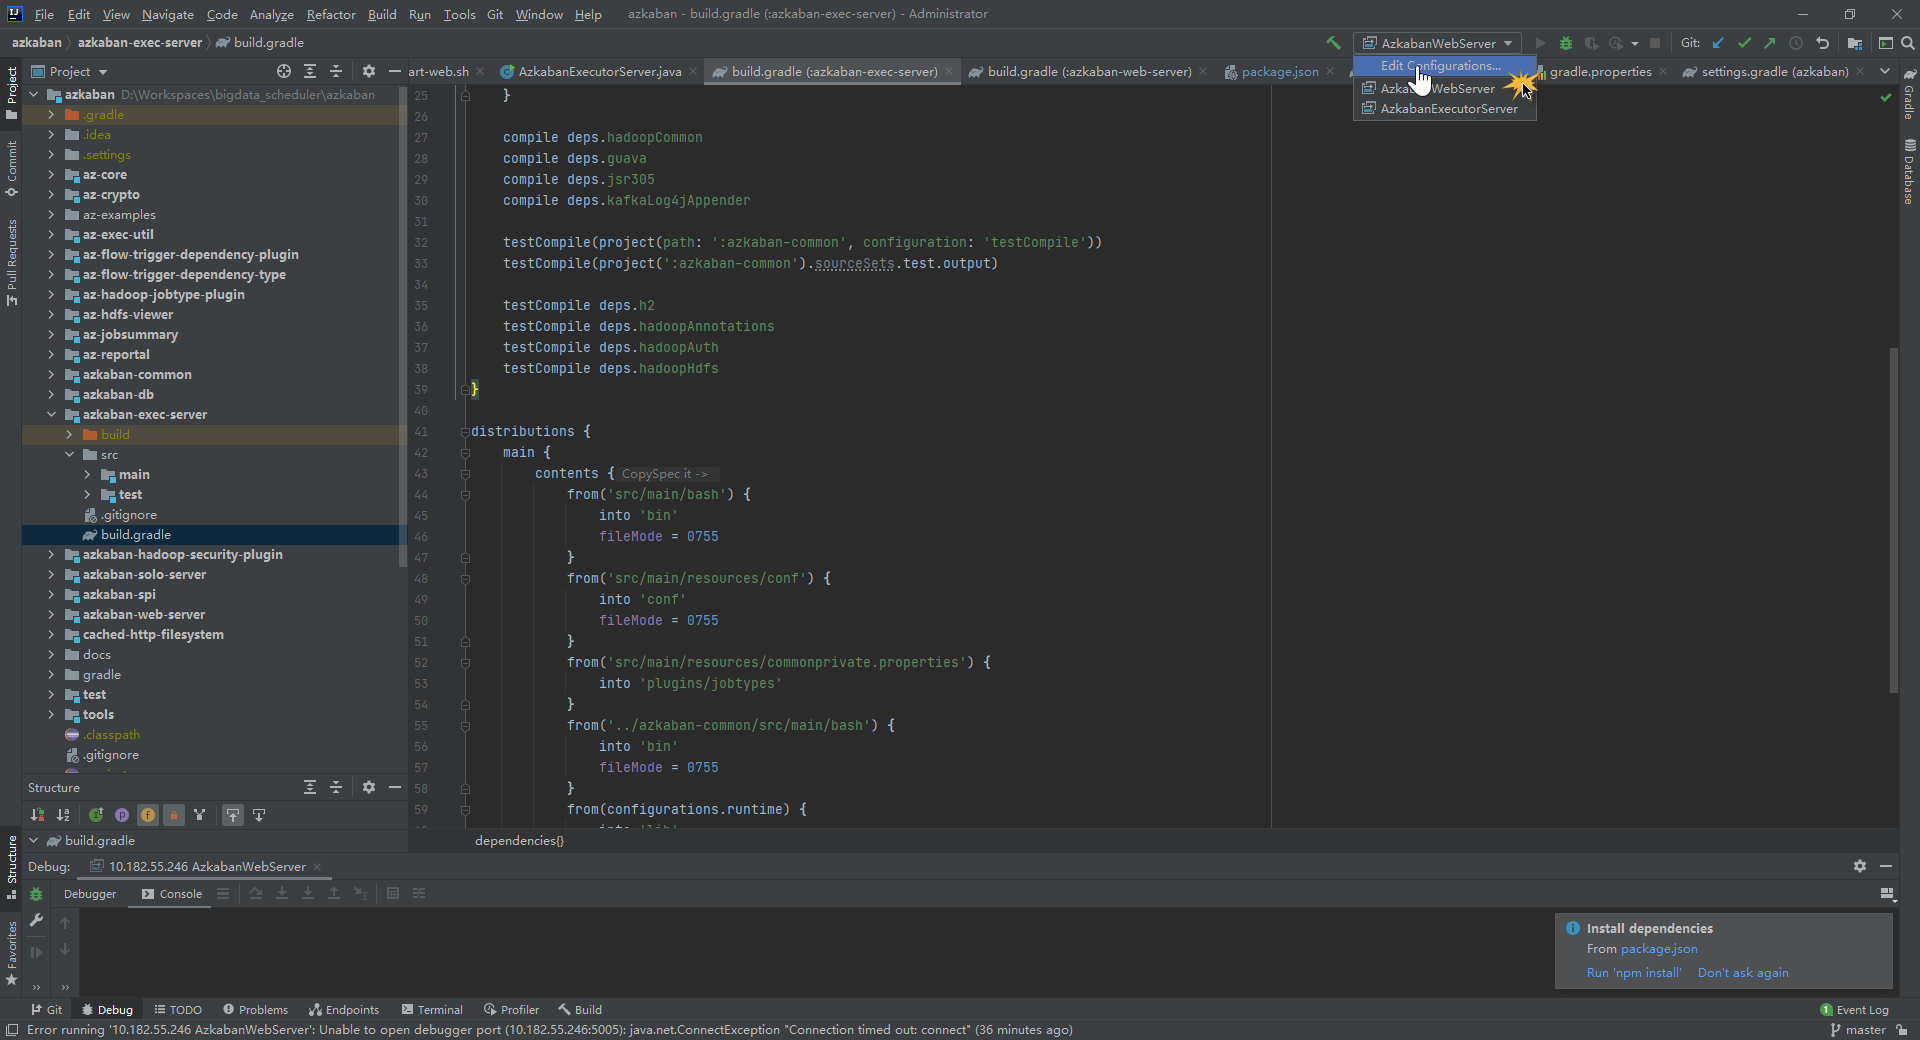 File Edit View Navigate Code Analyze Refactor Build Run Tools Git Window Help azkaban - build.gradle (:azkaban-exec-server) - Administrator
azkaban azkaban-exec-server build.gradle AzkabanWebServer Git:
Project art-web.sh AzkabanExecutorServer.java build.gradle (:azkaban-exec-server) build.gradle (:azkaban-web-server) package.json gradle.properties settings.gradle (azkaban)
Edit Configurations...
AzkabanWebServer
AzkabanExecutorServer
Project
Commit
Pull Requests
Structure
Favorites
Gradle
Database
azkaban D:\Workspaces\bigdata_scheduler\azkaban
.gradle
.idea
.settings
az-core
az-crypto
az-examples
az-exec-util
az-flow-trigger-dependency-plugin
az-flow-trigger-dependency-type
az-hadoop-jobtype-plugin
az-hdfs-viewer
az-jobsummary
az-reportal
azkaban-common
azkaban-db
azkaban-exec-server
build
src
main
test
.gitignore
build.gradle
azkaban-hadoop-security-plugin
azkaban-solo-server
azkaban-spi
azkaban-web-server
cached-http-filesystem
docs
gradle
test
tools
.classpath
.gitignore
25 }
26
27 compile deps.hadoopCommon
28 compile deps.guava
29 compile deps.jsr305
30 compile deps.kafkaLog4jAppender
31
32 testCompile(project(path: ':azkaban-common', configuration: 'testCompile'))
33 testCompile(project(':azkaban-common').sourceSets.test.output)
34
35 testCompile deps.h2
36 testCompile deps.hadoopAnnotations
37 testCompile deps.hadoopAuth
38 testCompile deps.hadoopHdfs
39 }
40
41 distributions {
42 main {
43 contents { CopySpec it ->
44 from('src/main/bash') {
45 into 'bin'
46 fileMode = 0755
47 }
48 from('src/main/resources/conf') {
49 into 'conf'
50 fileMode = 0755
51 }
52 from('src/main/resources/commonprivate.properties') {
53 into 'plugins/jobtypes'
54 }
55 from('../azkaban-common/src/main/bash') {
56 into 'bin'
57 fileMode = 0755
58 }
59 from(configurations.runtime) {
dependencies{}
Structure
build.gradle
Debug: 10.182.55.246 AzkabanWebServer
Debugger Console
Install dependencies
From package.json
Run 'npm install' Don't ask again
Git Debug TODO Problems Endpoints Terminal Profiler Build 1 Event Log
Error running '10.182.55.246 AzkabanWebServer': Unable to open debugger port (10.182.55.246:5005): java.net.ConnectException "Connection timed out: connect" (36 minutes ago) master